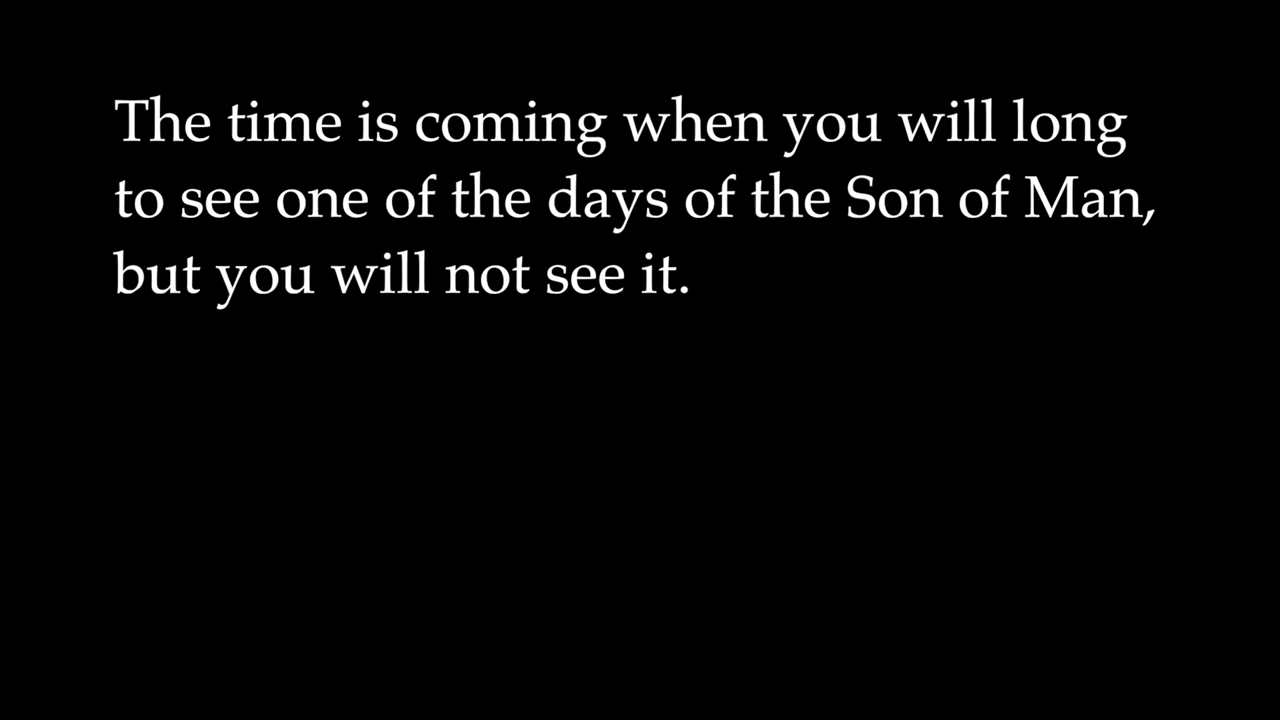 The time is coming when you will long
to see one of the days of the Son of Man,
but you will not see it.